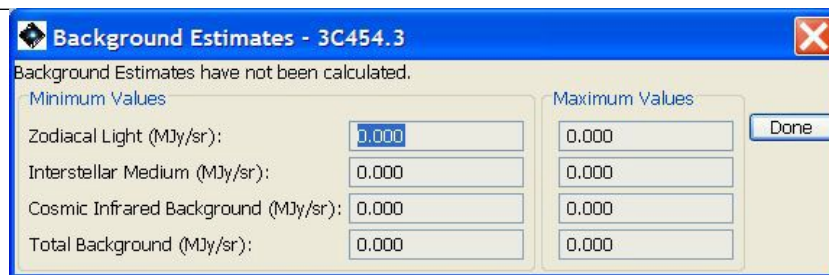 Background Estimates - 3C454.3
Background Estimates have not been calculated.
Minimum Values Maximum Values
Zodiacal Light (MJy/sr): 0.000 0.000 Done
Interstellar Medium (MJy/sr): 0.000 0.000
Cosmic Infrared Background (MJy/sr): 0.000 0.000
Total Background (MJy/sr): 0.000 0.000